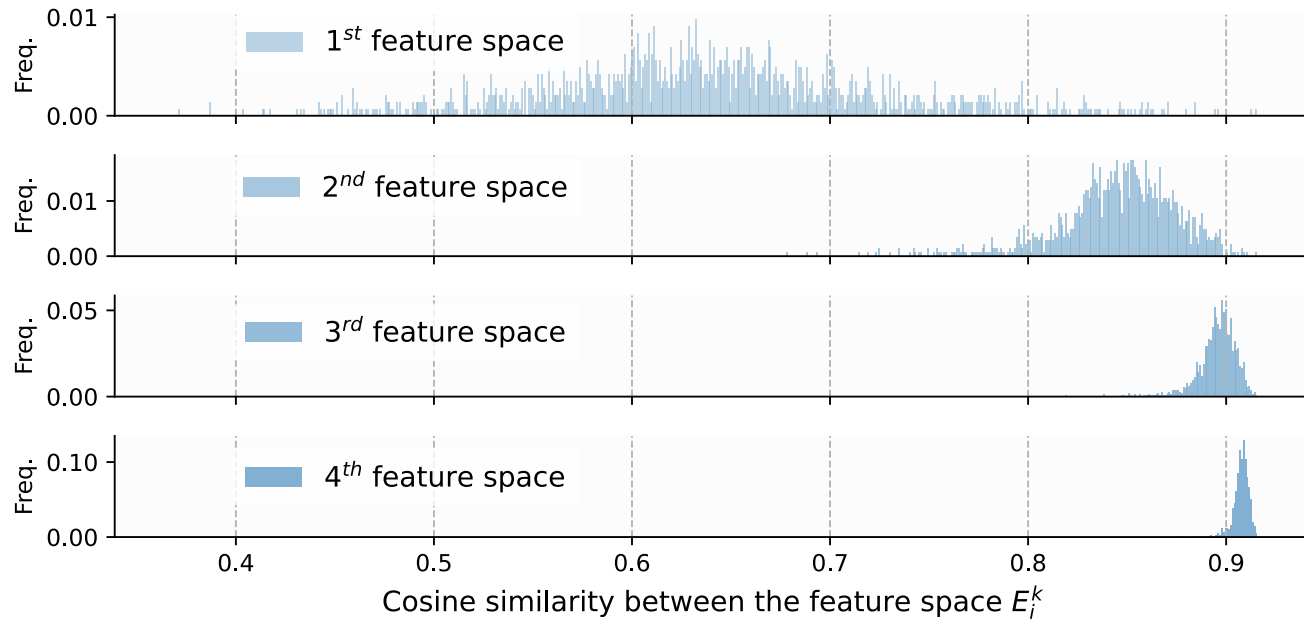 Freq.
0.01
0.00
1st feature space
Freq.
0.01
0.00
2nd feature space
Freq.
0.05
0.00
3rd feature space
Freq.
0.10
0.00
4th feature space
0.4 0.5 0.6 0.7 0.8 0.9
Cosine similarity between the feature space E_i^k